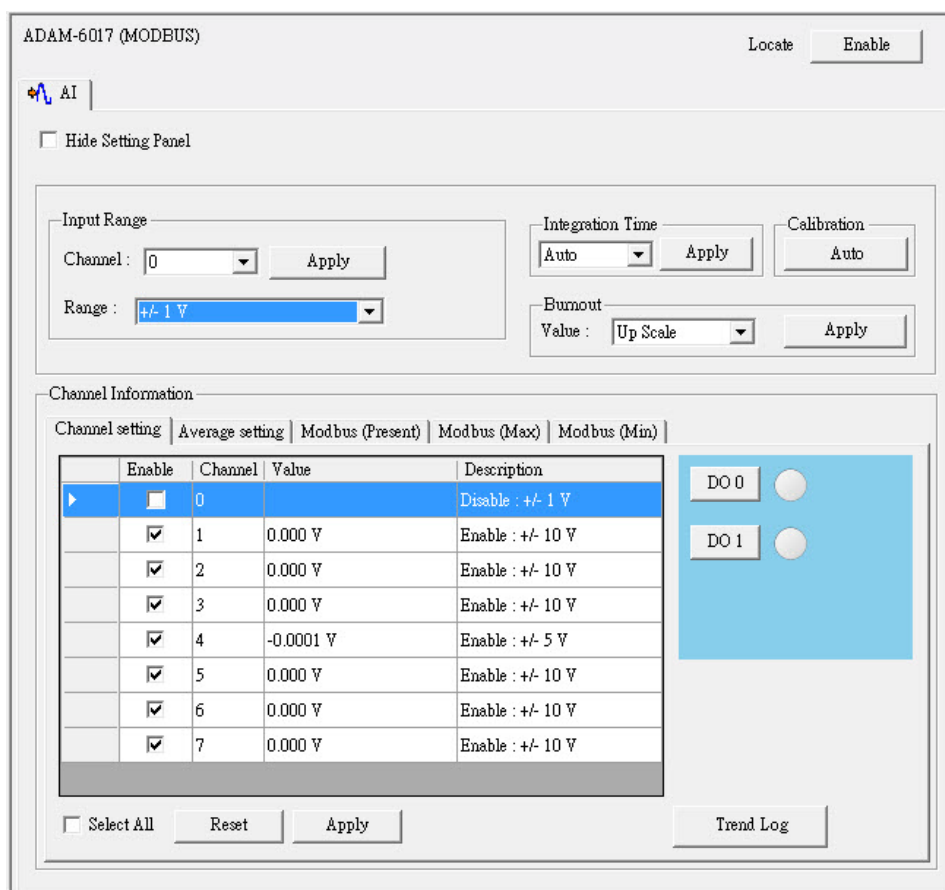 ADAM-6017 (MODBUS)
Locate Enable
AI
Hide Setting Panel
Input Range
Channel : 0 Apply
Range : +/- 1 V
Integration Time
Auto Apply
Calibration
Auto
Burnout
Value : Up Scale Apply
Channel Information
Channel setting Average setting Modbus (Present) Modbus (Max) Modbus (Min)
Enable Channel Value Description
0 Disable : +/- 1 V
1 0.000 V Enable : +/- 10 V
2 0.000 V Enable : +/- 10 V
3 0.000 V Enable : +/- 10 V
4 -0.0001 V Enable : +/- 5 V
5 0.000 V Enable : +/- 10 V
6 0.000 V Enable : +/- 10 V
7 0.000 V Enable : +/- 10 V
DO 0
DO 1
Select All Reset Apply Trend Log